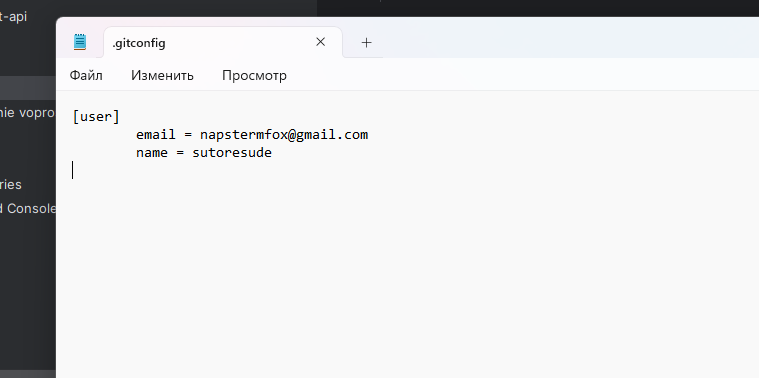 t-api
.gitconfig
Файл Изменить Просмотр
nie vopro
ries
d Console
[user]
email = napstermfox@gmail.com
name = sutoresude